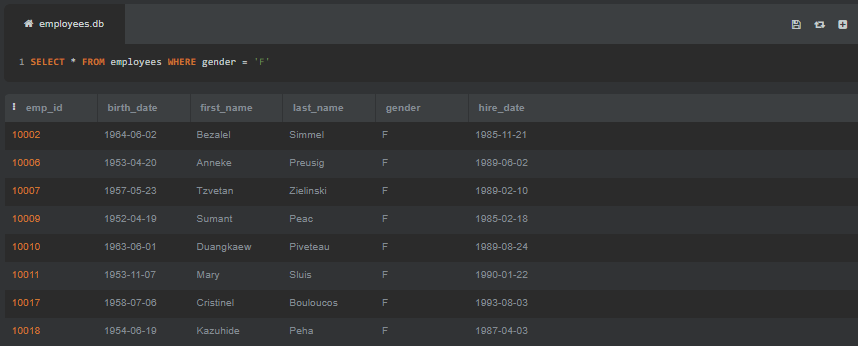 employees.db
1 SELECT * FROM employees WHERE gender = 'F'
emp_id birth_date first_name last_name gender hire_date
10002 1964-06-02 Bezalel Simmel F 1985-11-21
10006 1953-04-20 Anneke Preusig F 1989-06-02
10007 1957-05-23 Tzvetan Zielinski F 1989-02-10
10009 1952-04-19 Sumant Peac F 1985-02-18
10010 1963-06-01 Duangkaew Piveteau F 1989-08-24
10011 1953-11-07 Mary Sluis F 1990-01-22
10017 1958-07-06 Cristinel Bouloucos F 1993-08-03
10018 1954-06-19 Kazuhide Peha F 1987-04-03